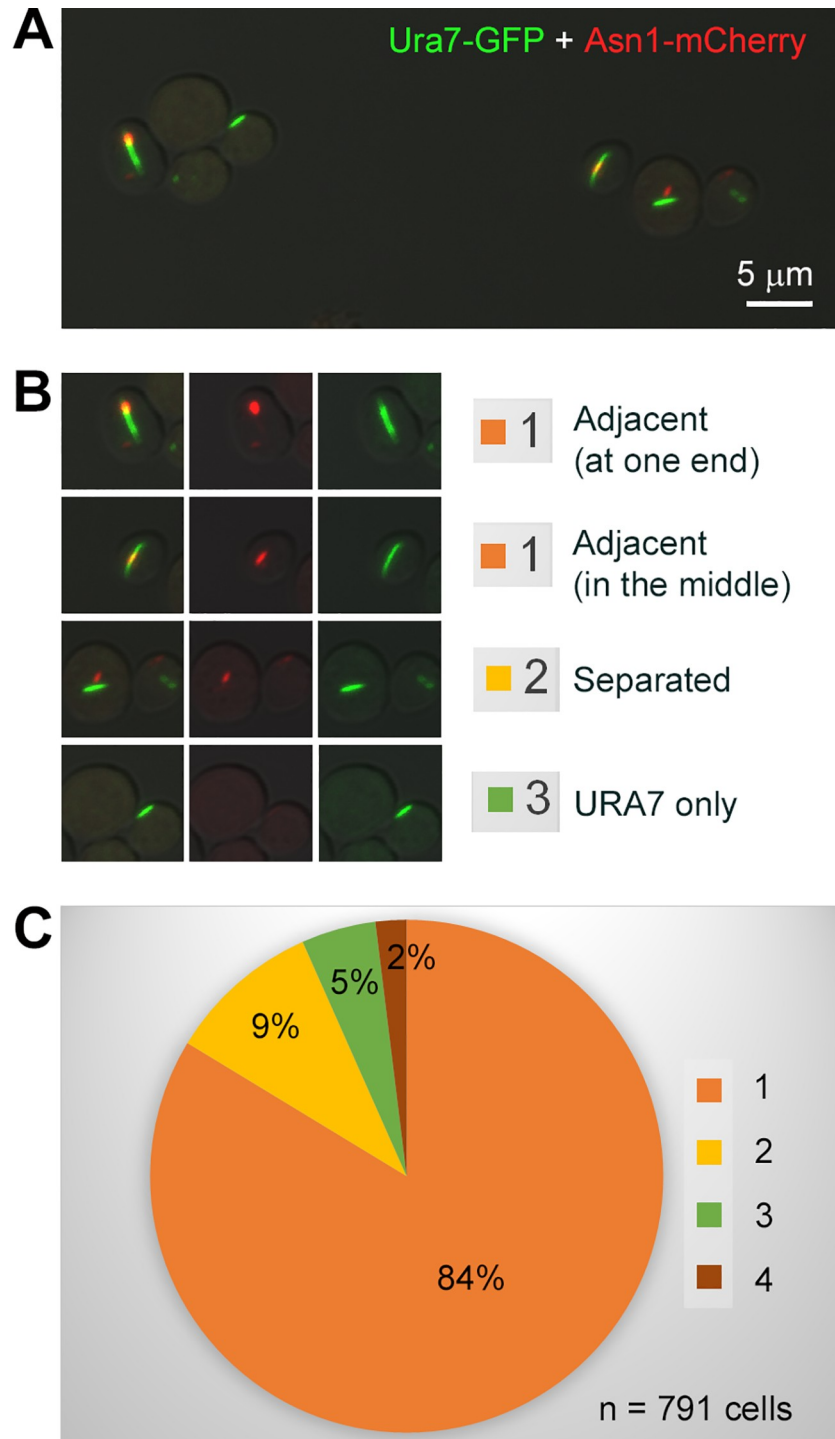 A
Ura7-GFP + Asn1-mCherry
5 μm
B
1 Adjacent
(at one end)
1 Adjacent
(in the middle)
2 Separated
3 URA7 only
C
2%
5%
9%
84%
1
2
3
4
n = 791 cells